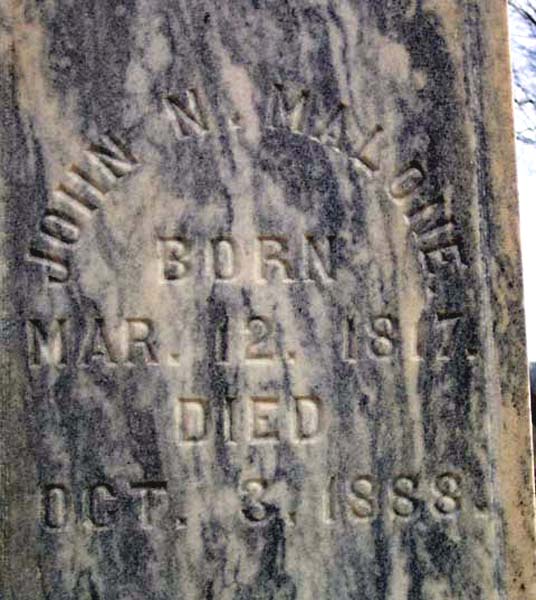 JOHN N. MALONE.
BORN
MAR. 12. 1817.
DIED
OCT. 3. 1888.